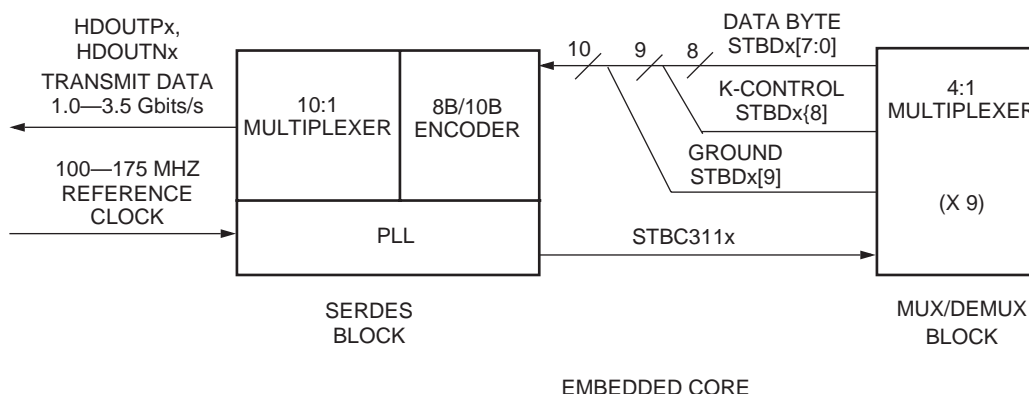 HDOUTPx,
HDOUTNx
TRANSMIT DATA
1.0—3.5 Gbits/s
100—175 MHZ
REFERENCE
CLOCK
10:1
MULTIPLEXER
8B/10B
ENCODER
PLL
SERDES
BLOCK
10
9
8
DATA BYTE
STBDx[7:0]
K-CONTROL
STBDx{8]
GROUND
STBDx[9]
STBC311x
4:1
MULTIPLEXER
(X 9)
MUX/DEMUX
BLOCK
EMBEDDED CORE